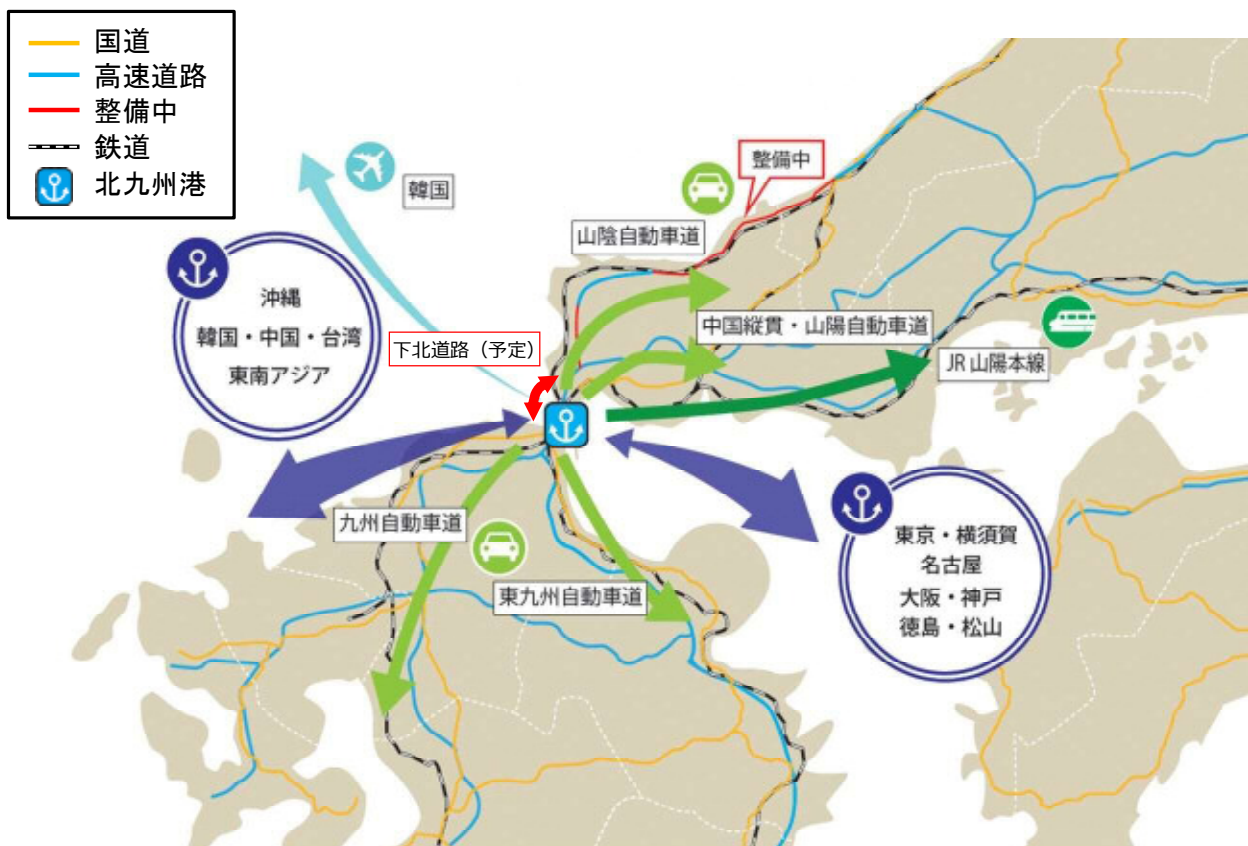 国道
高速道路
整備中
鉄道
北九州港
整備中
韓国
山陰自動車道
沖縄
韓国・中国・台湾
東南アジア
中国縦貫・山陽自動車道
下北道路（予定）
JR山陽本線
九州自動車道
東京・横須賀
名古屋
大阪・神戸
徳島・松山
東九州自動車道